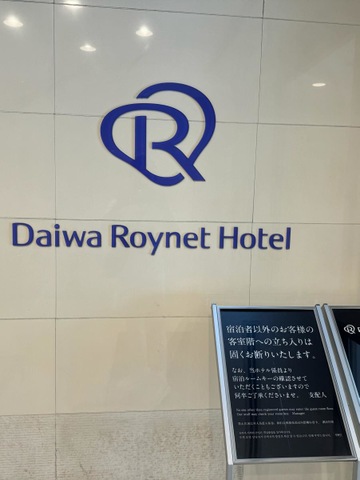 R
Daiwa Roynet Hotel
宿泊者以外のお客様の
客室階への立ち入りは
固くお断りいたします。
なお、当ホテル係員より
宿泊ルームキーの確認させて
いただくこともございますので
何卒ご了承くださいませ。 支配人
R